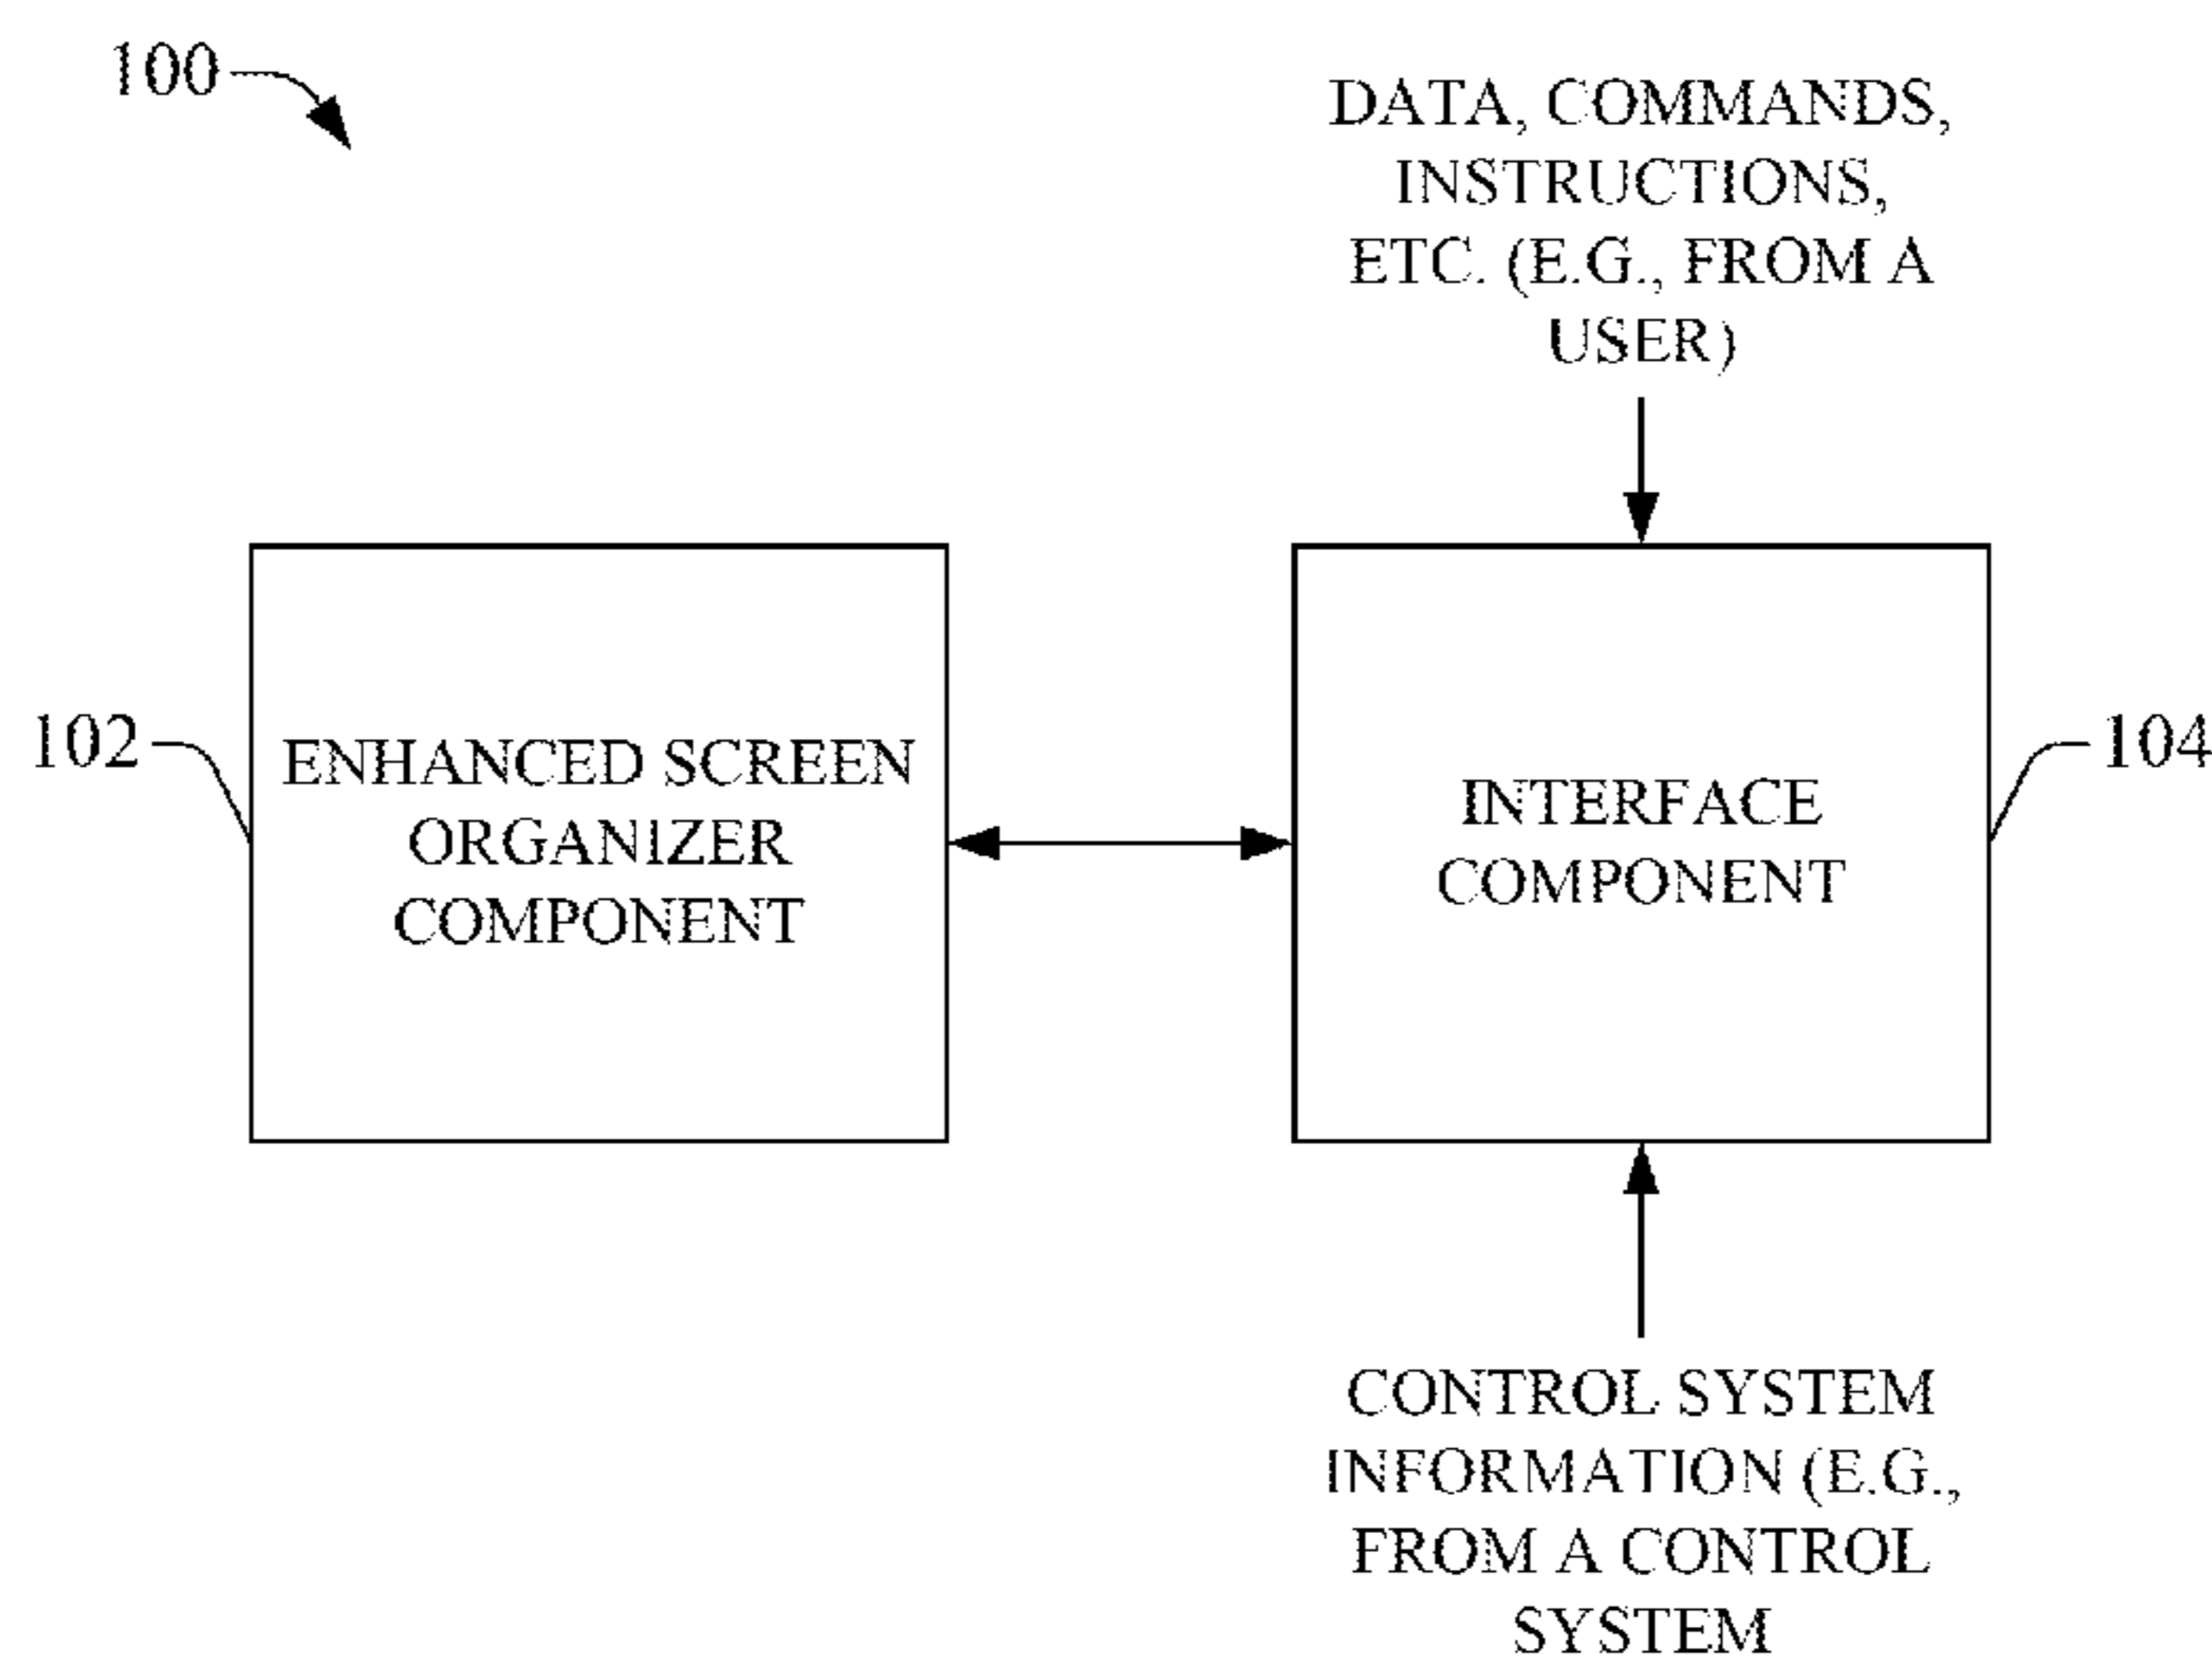 100
DATA, COMMANDS,
INSTRUCTIONS,
ETC. (E.G., FROM A
USER)
102
ENHANCED SCREEN
ORGANIZER
COMPONENT
INTERFACE
COMPONENT
104
CONTROL SYSTEM
INFORMATION (E.G.,
FROM A CONTROL
SYSTEM